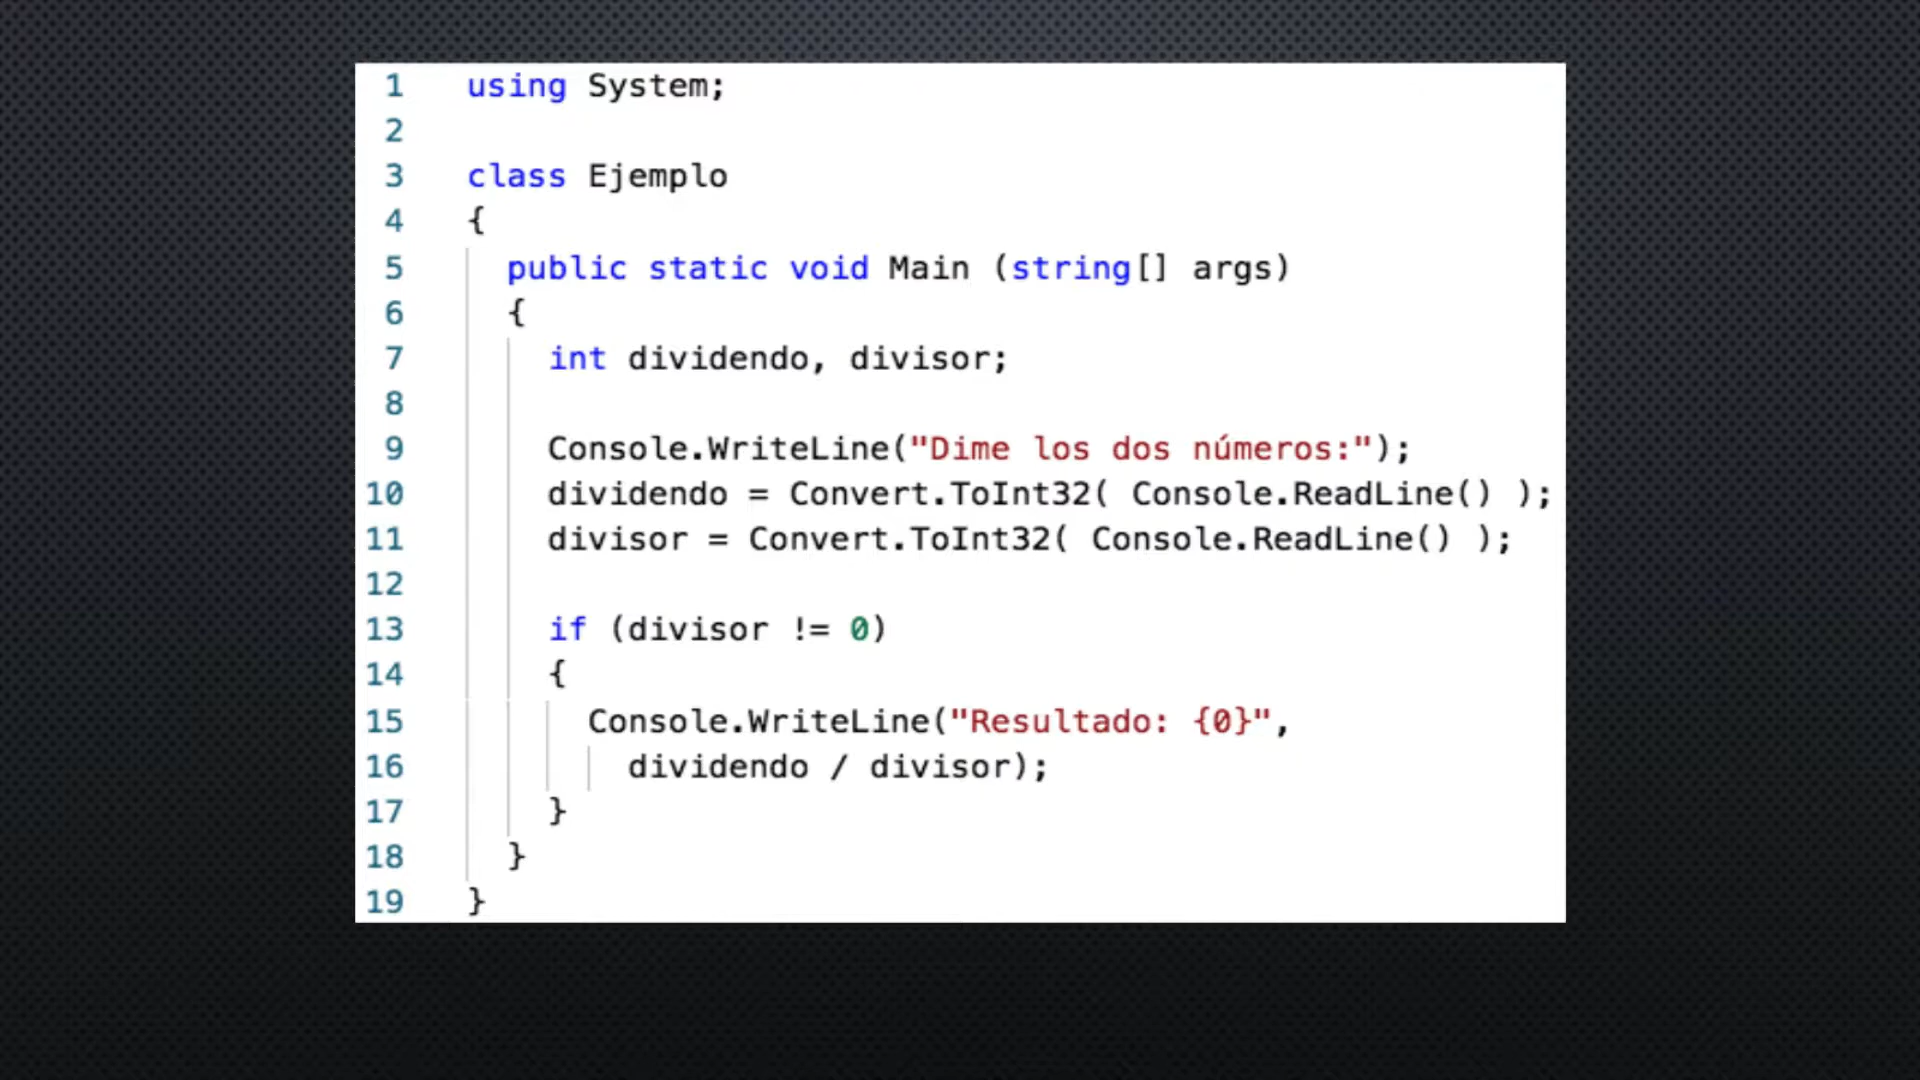 1 using System;
2
3 class Ejemplo
4 {
5 public static void Main (string[] args)
6 {
7 int dividendo, divisor;
8
9 Console.WriteLine("Dime los dos números:");
10 dividendo = Convert.ToInt32( Console.ReadLine() );
11 divisor = Convert.ToInt32( Console.ReadLine() );
12
13 if (divisor != 0)
14 {
15 Console.WriteLine("Resultado: {0}",
16 dividendo / divisor);
17 }
18 }
19 }